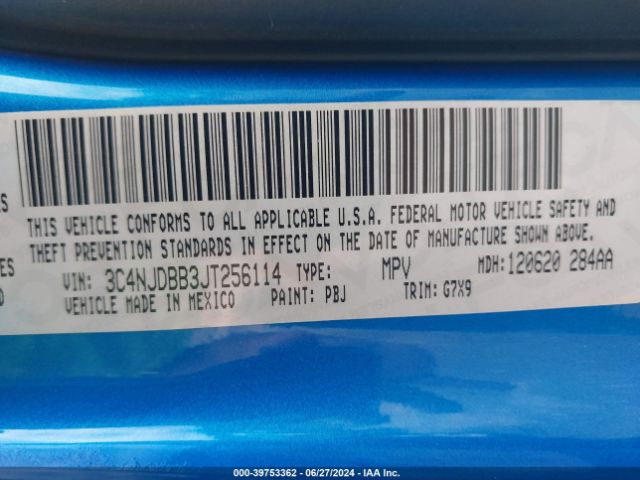 THIS VEHICLE CONFORMS TO ALL APPLICABLE U.S.A. FEDERAL MOTOR VEHICLE SAFETY AND
THEFT PREVENTION STANDARDS IN EFFECT ON THE DATE OF MANUFACTURE SHOWN ABOVE.
VIN: 3C4NJDBB3JT256114 TYPE: MPV MDH: 120620 284AA
VEHICLE MADE IN MEXICO PAINT: PBJ TRIM: G7X9
000-39753362 - 06/27/2024 - IAA Inc.